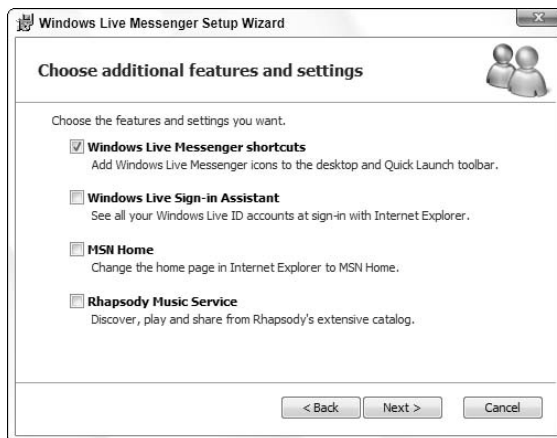 Windows Live Messenger Setup Wizard
Choose additional features and settings
Choose the features and settings you want.
Windows Live Messenger shortcuts
Add Windows Live Messenger icons to the desktop and Quick Launch toolbar.
Windows Live Sign-in Assistant
See all your Windows Live ID accounts at sign-in with Internet Explorer.
MSN Home
Change the home page in Internet Explorer to MSN Home.
Rhapsody Music Service
Discover, play and share from Rhapsody's extensive catalog.
< Back Next > Cancel